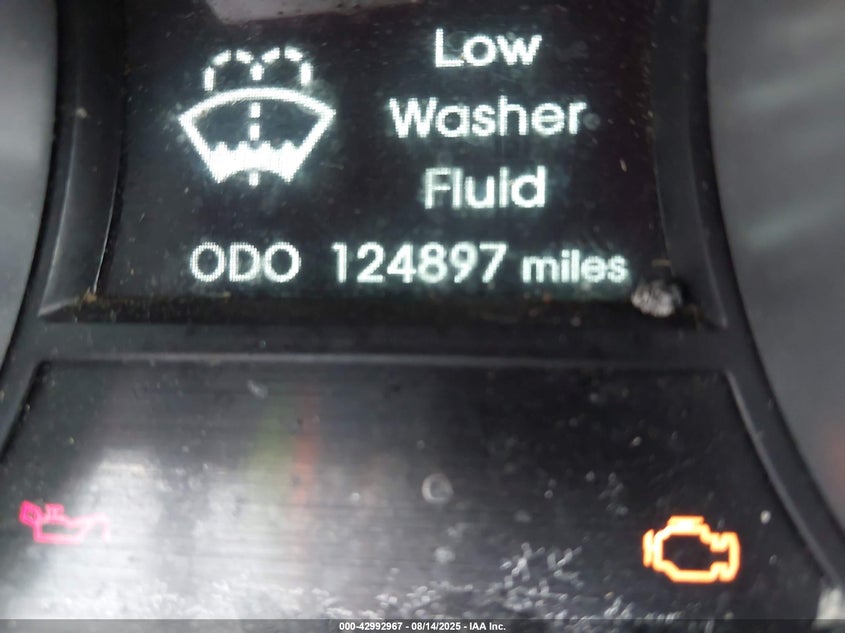 Low
Washer
Fluid
ODO 124897 miles
000-42992967 - 08/14/2025 - IAA Inc.